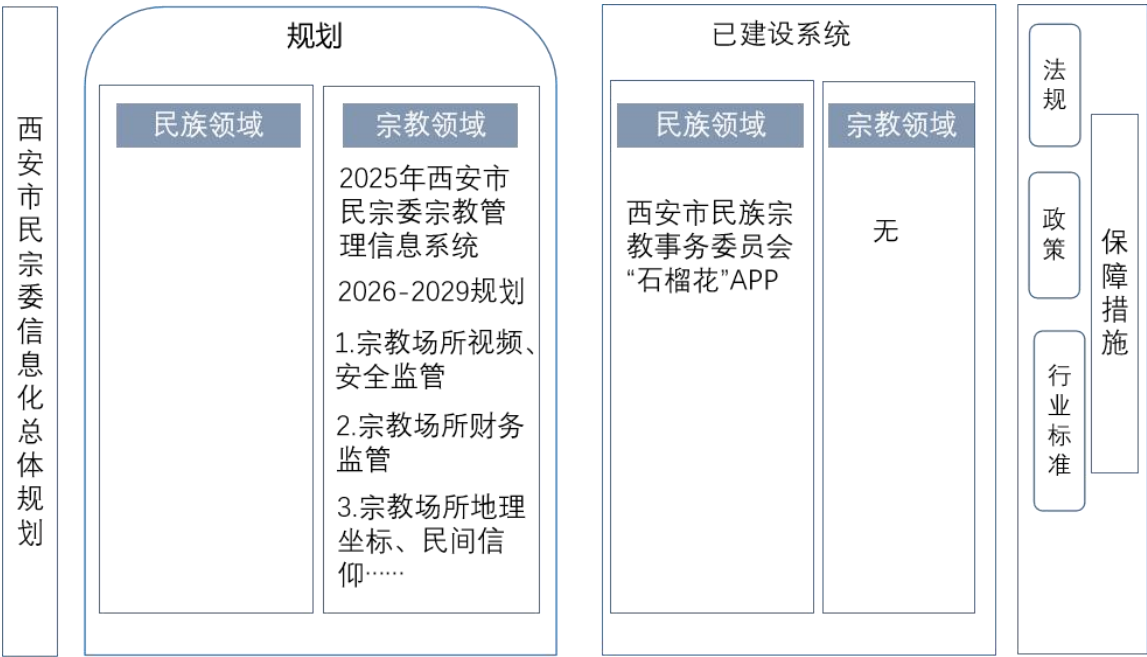 西安市民宗委信息化总体规划
规划
民族领域
宗教领域
2025年西安市
民宗委宗教管
理信息系统
2026-2029规划
1.宗教场所视频、
安全监管
2.宗教场所财务
监管
3.宗教场所地理
坐标、民间信
仰……
已建设系统
民族领域
西安市民族宗
教事务委员会
“石榴花”APP
宗教领域
无
法规
政策
行业标准
保障措施